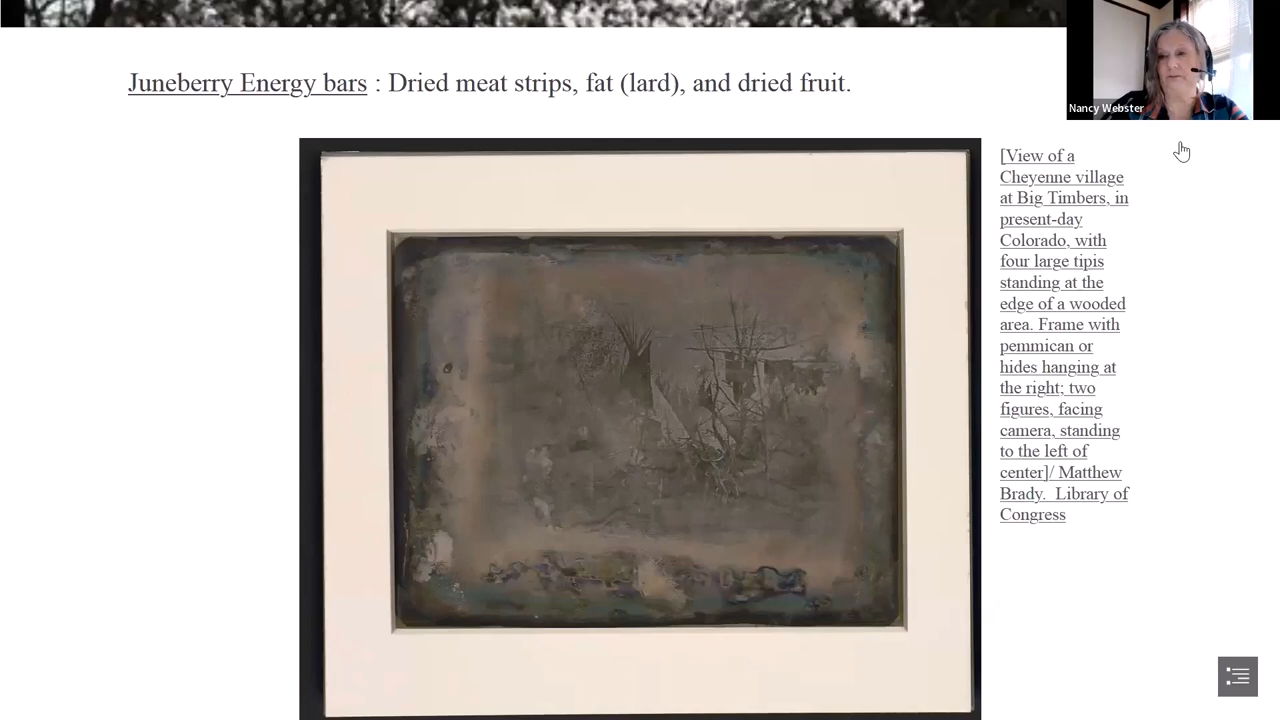 Juneberry Energy bars : Dried meat strips, fat (lard), and dried fruit.
Nancy Webster
[View of a
Cheyenne village
at Big Timbers, in
present-day
Colorado, with
four large tipis
standing at the
edge of a wooded
area. Frame with
pemmican or
hides hanging at
the right; two
figures, facing
camera, standing
to the left of
center]/ Matthew
Brady. Library of
Congress